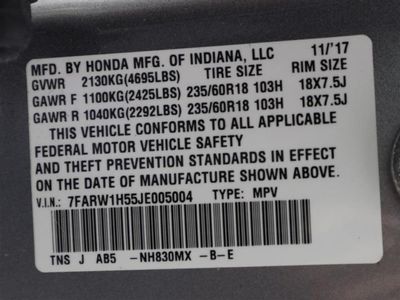 MFD. BY HONDA MFG. OF INDIANA, LLC 11/'17
GVWR 2130KG(4695LBS) TIRE SIZE RIM SIZE
GAWR F 1100KG(2425LBS) 235/60R18 103H 18X7.5J
GAWR R 1040KG(2292LBS) 235/60R18 103H 18X7.5J
THIS VEHICLE CONFORMS TO ALL APPLICABLE
FEDERAL MOTOR VEHICLE SAFETY
AND THEFT PREVENTION STANDARDS IN EFFECT
ON THE DATE OF MANUFACTURE SHOWN ABOVE.
V.I.N.: 7FARW1H55JE005004 TYPE: MPV
TNS J AB5 -NH830MX -B-E